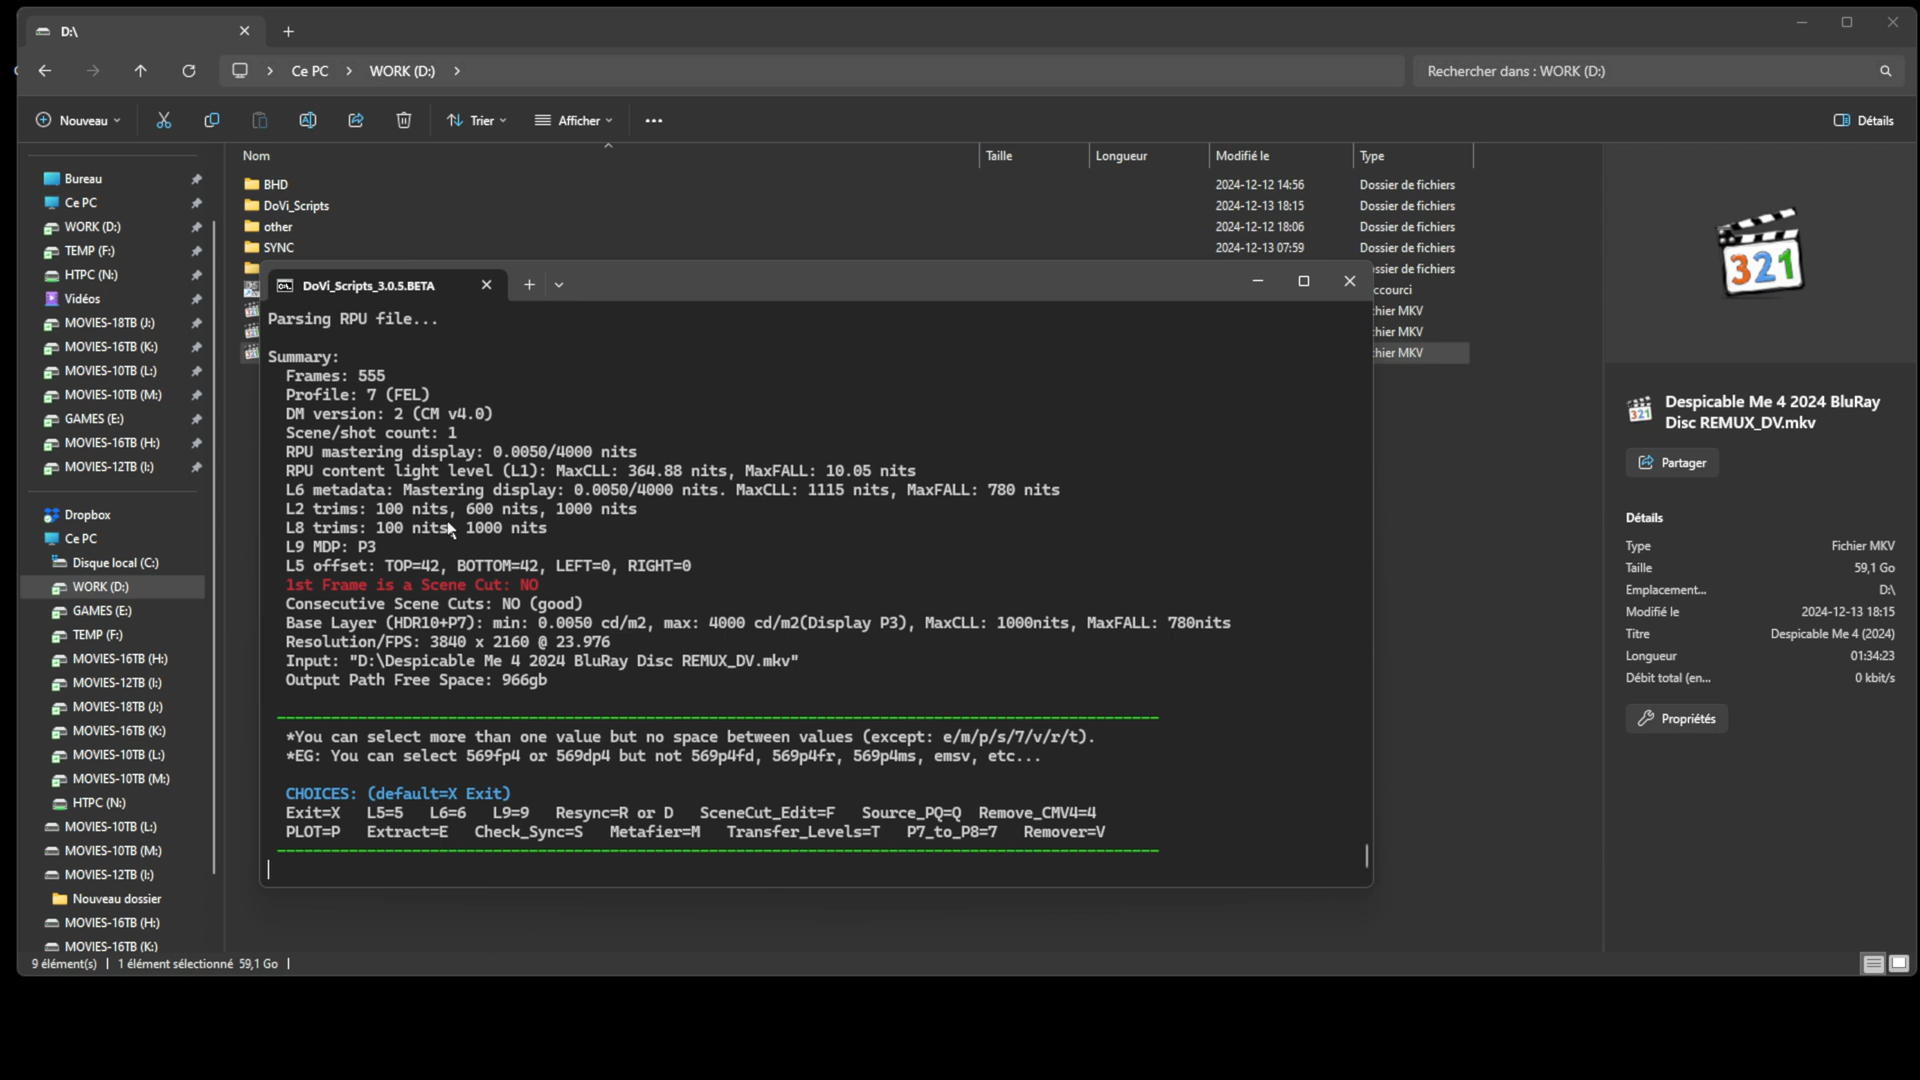 D:\
Ce PC
WORK (D:)
Rechercher dans : WORK (D:)
Nouveau
Trier
Afficher
Détails
Nom
Taille
Longueur
Modifié le
Type
BHD
2024-12-12 14:56
Dossier de fichiers
DoVi_Scripts
2024-12-13 18:15
Dossier de fichiers
other
2024-12-12 18:06
Dossier de fichiers
SYNC
2024-12-13 07:59
Dossier de fichiers
ssier de fichiers
ccourci
hier MKV
hier MKV
hier MKV
Bureau
Ce PC
WORK (D:)
TEMP (F:)
HTPC (N:)
Vidéos
MOVIES-18TB (J:)
MOVIES-16TB (K:)
MOVIES-10TB (L:)
MOVIES-10TB (M:)
GAMES (E:)
MOVIES-16TB (H:)
MOVIES-12TB (I:)
Dropbox
Ce PC
Disque local (C:)
WORK (D:)
GAMES (E:)
TEMP (F:)
MOVIES-16TB (H:)
MOVIES-12TB (I:)
MOVIES-18TB (J:)
MOVIES-16TB (K:)
MOVIES-10TB (L:)
MOVIES-10TB (M:)
HTPC (N:)
MOVIES-10TB (L:)
MOVIES-10TB (M:)
MOVIES-12TB (I:)
Nouveau dossier
MOVIES-16TB (H:)
MOVIES-16TB (K:)
DoVi_Scripts_3.0.5.BETA
Parsing RPU file...
Summary:
Frames: 555
Profile: 7 (FEL)
DM version: 2 (CM v4.0)
Scene/shot count: 1
RPU mastering display: 0.0050/4000 nits
RPU content light level (L1): MaxCLL: 364.88 nits, MaxFALL: 10.05 nits
L6 metadata: Mastering display: 0.0050/4000 nits. MaxCLL: 1115 nits, MaxFALL: 780 nits
L2 trims: 100 nits, 600 nits, 1000 nits
L8 trims: 100 nits, 1000 nits
L9 MDP: P3
L5 offset: TOP=42, BOTTOM=42, LEFT=0, RIGHT=0
1st Frame is a Scene Cut: NO
Consecutive Scene Cuts: NO (good)
Base Layer (HDR10+P7): min: 0.0050 cd/m2, max: 4000 cd/m2(Display P3), MaxCLL: 1000nits, MaxFALL: 780nits
Resolution/FPS: 3840 x 2160 @ 23.976
Input: "D:\Despicable Me 4 2024 BluRay Disc REMUX_DV.mkv"
Output Path Free Space: 966gb
*You can select more than one value but no space between values (except: e/m/p/s/7/v/r/t).
*EG: You can select 569fp4 or 569dp4 but not 569p4fd, 569p4fr, 569p4ms, emsv, etc...
CHOICES: (default=X Exit)
Exit=X L5=5 L6=6 L9=9 Resync=R or D SceneCut_Edit=F Source_PQ=Q Remove_CMV4=4
PLOT=P Extract=E Check_Sync=S Metafier=M Transfer_Levels=T P7_to_P8=7 Remover=V
321
321
Despicable Me 4 2024 BluRay
Disc REMUX_DV.mkv
Partager
Détails
Type
Fichier MKV
Taille
59,1 Go
Emplacement...
D:\
Modifié le
2024-12-13 18:15
Titre
Despicable Me 4 (2024)
Longueur
01:34:23
Débit total (en...
0 kbit/s
Propriétés
9 élément(s)
1 élément sélectionné 59,1 Go